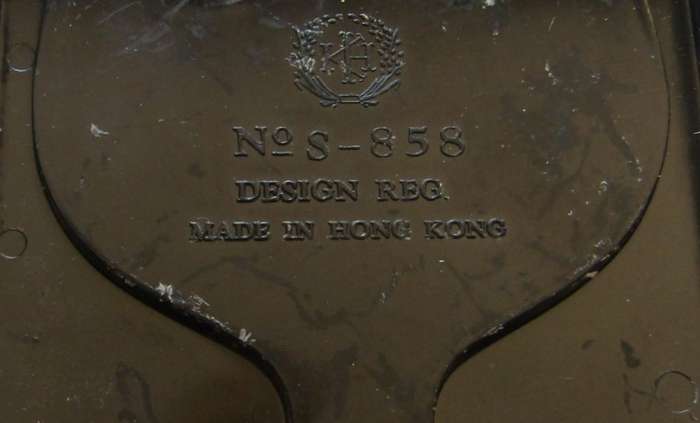 Nº S-858
DESIGN REG.
MADE IN HONG KONG